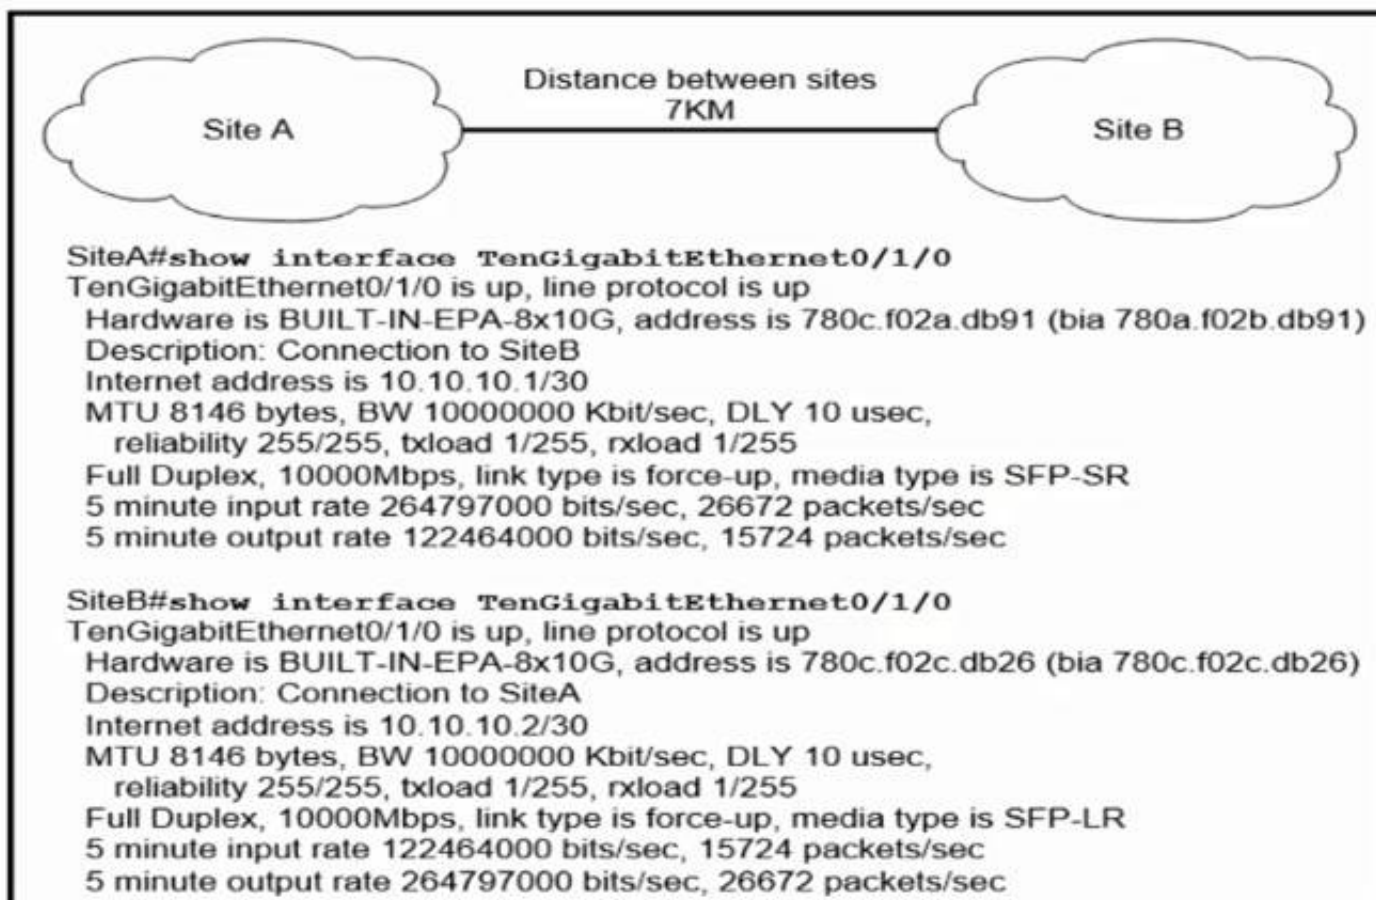 Distance between sites
7KM
Site A
Site B
SiteA#show interface TenGigabitEthernet0/1/0
TenGigabitEthernet0/1/0 is up, line protocol is up
Hardware is BUILT-IN-EPA-8x10G, address is 780c.f02a.db91 (bia 780a.f02b.db91)
Description: Connection to SiteB
Internet address is 10.10.10.1/30
MTU 8146 bytes, BW 10000000 Kbit/sec, DLY 10 usec,
reliability 255/255, txload 1/255, rxload 1/255
Full Duplex, 10000Mbps, link type is force-up, media type is SFP-SR
5 minute input rate 264797000 bits/sec, 26672 packets/sec
5 minute output rate 122464000 bits/sec, 15724 packets/sec
SiteB#show interface TenGigabitEthernet0/1/0
TenGigabitEthernet0/1/0 is up, line protocol is up
Hardware is BUILT-IN-EPA-8x10G, address is 780c.f02c.db26 (bia 780c.f02c.db26)
Description: Connection to SiteA
Internet address is 10.10.10.2/30
MTU 8146 bytes, BW 10000000 Kbit/sec, DLY 10 usec,
reliability 255/255, txload 1/255, rxload 1/255
Full Duplex, 10000Mbps, link type is force-up, media type is SFP-LR
5 minute input rate 122464000 bits/sec, 15724 packets/sec
5 minute output rate 264797000 bits/sec, 26672 packets/sec